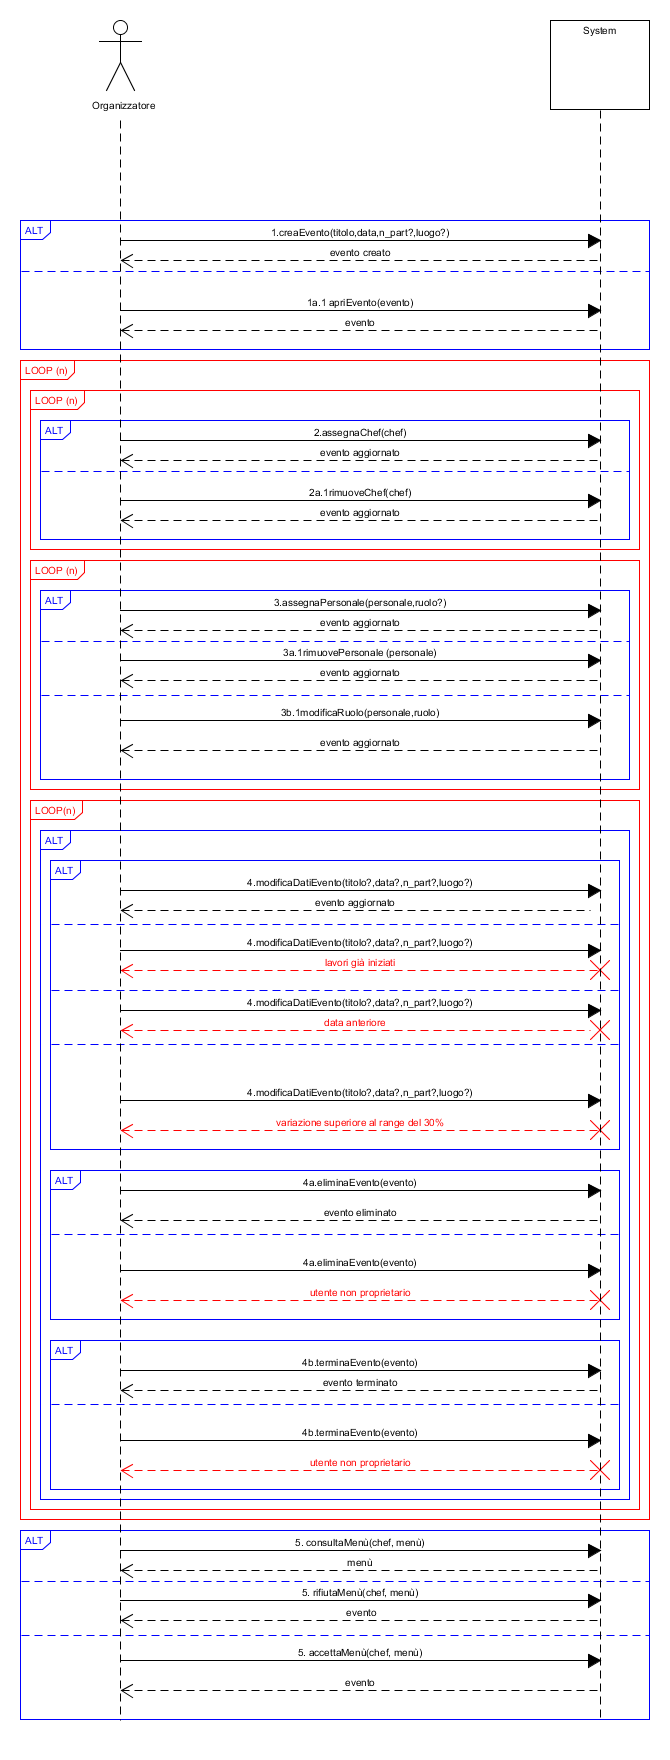 System
Organizzatore
ALT
1.creaEvento(titolo,data,n_part?,luogo?)
evento creato
1a.1 apriEvento(evento)
evento
LOOP (n)
LOOP (n)
ALT
2.assegnaChef(chef)
evento aggiornato
2a.1rimuoveChef(chef)
evento aggiornato
LOOP (n)
ALT
3.assegnaPersonale(personale,ruolo?)
evento aggiornato
3a.1rimuovePersonale (personale)
evento aggiornato
3b.1modificaRuolo(personale,ruolo)
evento aggiornato
LOOP(n)
ALT
ALT
4.modificaDatiEvento(titolo?,data?,n_part?,luogo?)
evento aggiornato
4.modificaDatiEvento(titolo?,data?,n_part?,luogo?)
lavori già iniziati
4.modificaDatiEvento(titolo?,data?,n_part?,luogo?)
data anteriore
4.modificaDatiEvento(titolo?,data?,n_part?,luogo?)
variazione superiore al range del 30%
ALT
4a.eliminaEvento(evento)
evento eliminato
4a.eliminaEvento(evento)
utente non proprietario
ALT
4b.terminaEvento(evento)
evento terminato
4b.terminaEvento(evento)
utente non proprietario
ALT
5. consultaMenù(chef, menù)
menù
5. rifiutaMenù(chef, menù)
evento
5. accettaMenù(chef, menù)
evento